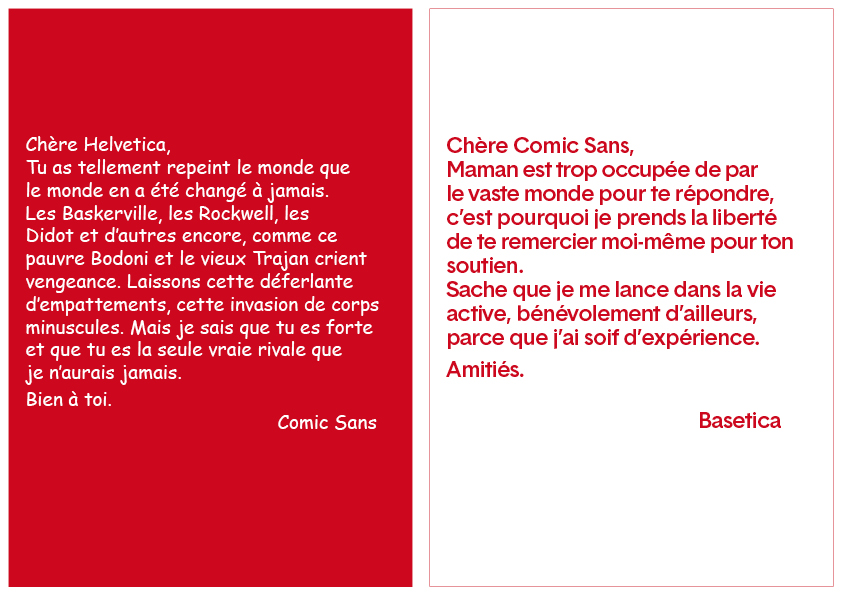 Chère Helvetica,
Tu as tellement repeint le monde que
le monde en a été changé à jamais.
Les Baskerville, les Rockwell, les
Didot et d’autres encore, comme ce
pauvre Bodoni et le vieux Trajan crient
vengeance. Laissons cette déferlante
d’empattements, cette invasion de corps
minuscules. Mais je sais que tu es forte
et que tu es la seule vraie rivale que
je n’aurais jamais.
Bien à toi.
Comic Sans
Chère Comic Sans,
Maman est trop occupée de par
le vaste monde pour te répondre,
c’est pourquoi je prends la liberté
de te remercier moi-même pour ton
soutien.
Sache que je me lance dans la vie
active, bénévolement d’ailleurs,
parce que j’ai soif d’expérience.
Amitiés.
Basetica